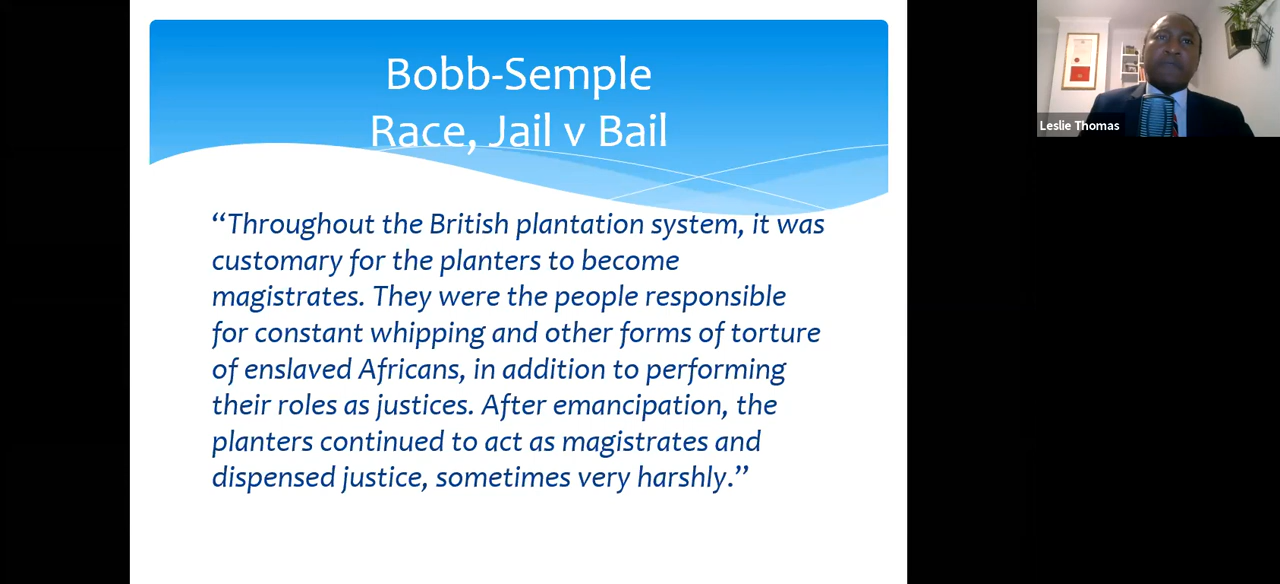 Bobb-Semple
Race, Jail v Bail
“Throughout the British plantation system, it was
customary for the planters to become
magistrates. They were the people responsible
for constant whipping and other forms of torture
of enslaved Africans, in addition to performing
their roles as justices. After emancipation, the
planters continued to act as magistrates and
dispensed justice, sometimes very harshly.”
Leslie Thomas